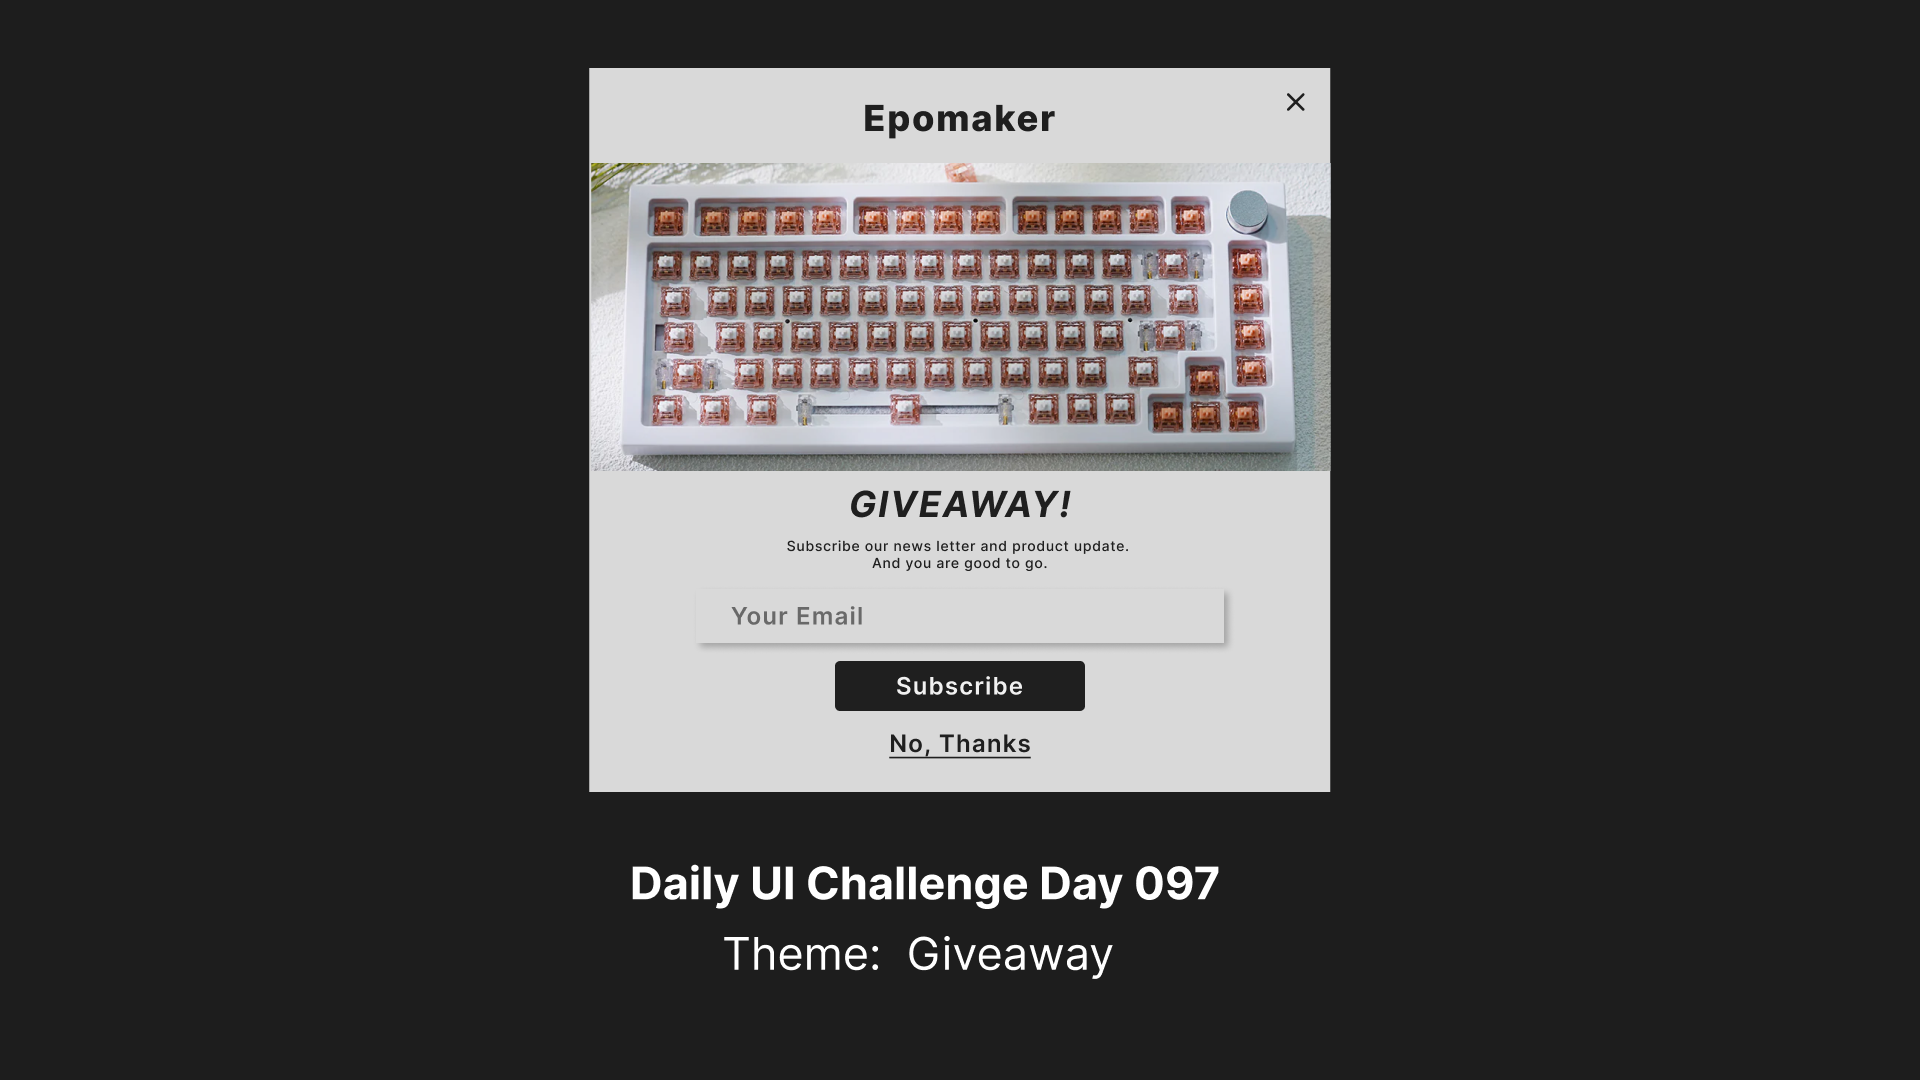 Epomaker
GIVEAWAY!
Subscribe our news letter and product update.
And you are good to go.
Your Email
Subscribe
No, Thanks
Daily UI Challenge Day 097
Theme:  Giveaway